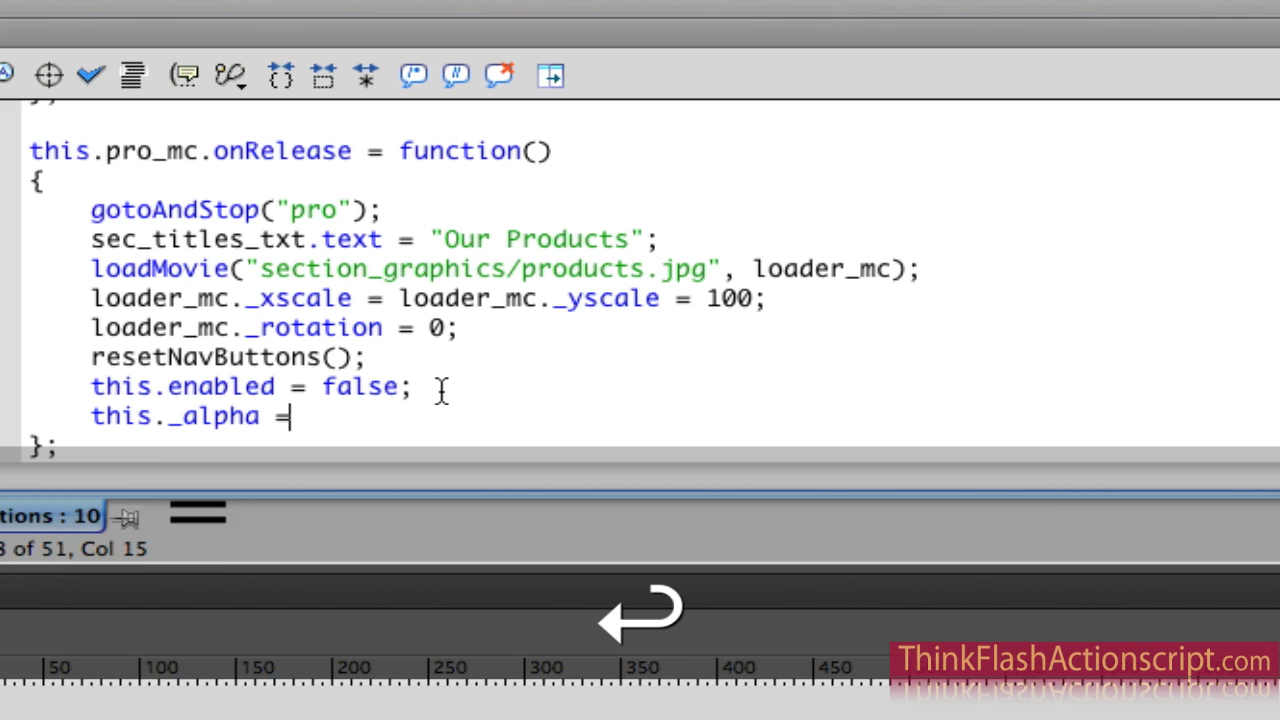 this.pro_mc.onRelease = function()
{
gotoAndStop("pro");
sec_titles_txt.text = "Our Products";
loadMovie("section_graphics/products.jpg", loader_mc);
loader_mc._xscale = loader_mc._yscale = 100;
loader_mc._rotation = 0;
resetNavButtons();
this.enabled = false;
this._alpha =
};
tions : 10
8 of 51, Col 15
50 100 150 200 250 300 350 400 450
ThinkFlashActionscript.com